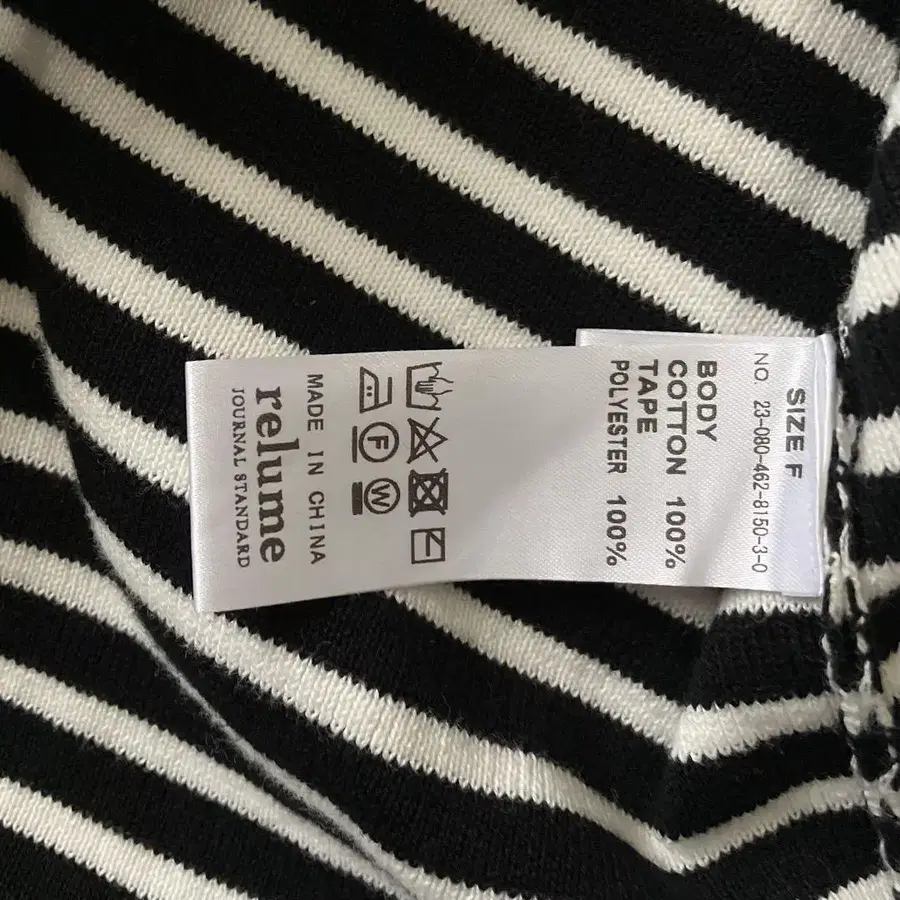 SIZE F
NO 23-080-462-8150-3-0
BODY
COTTON 100%
TAPE
POLYESTER 100%
F W
MADE IN CHINA
relume
JOURNAL STANDARD